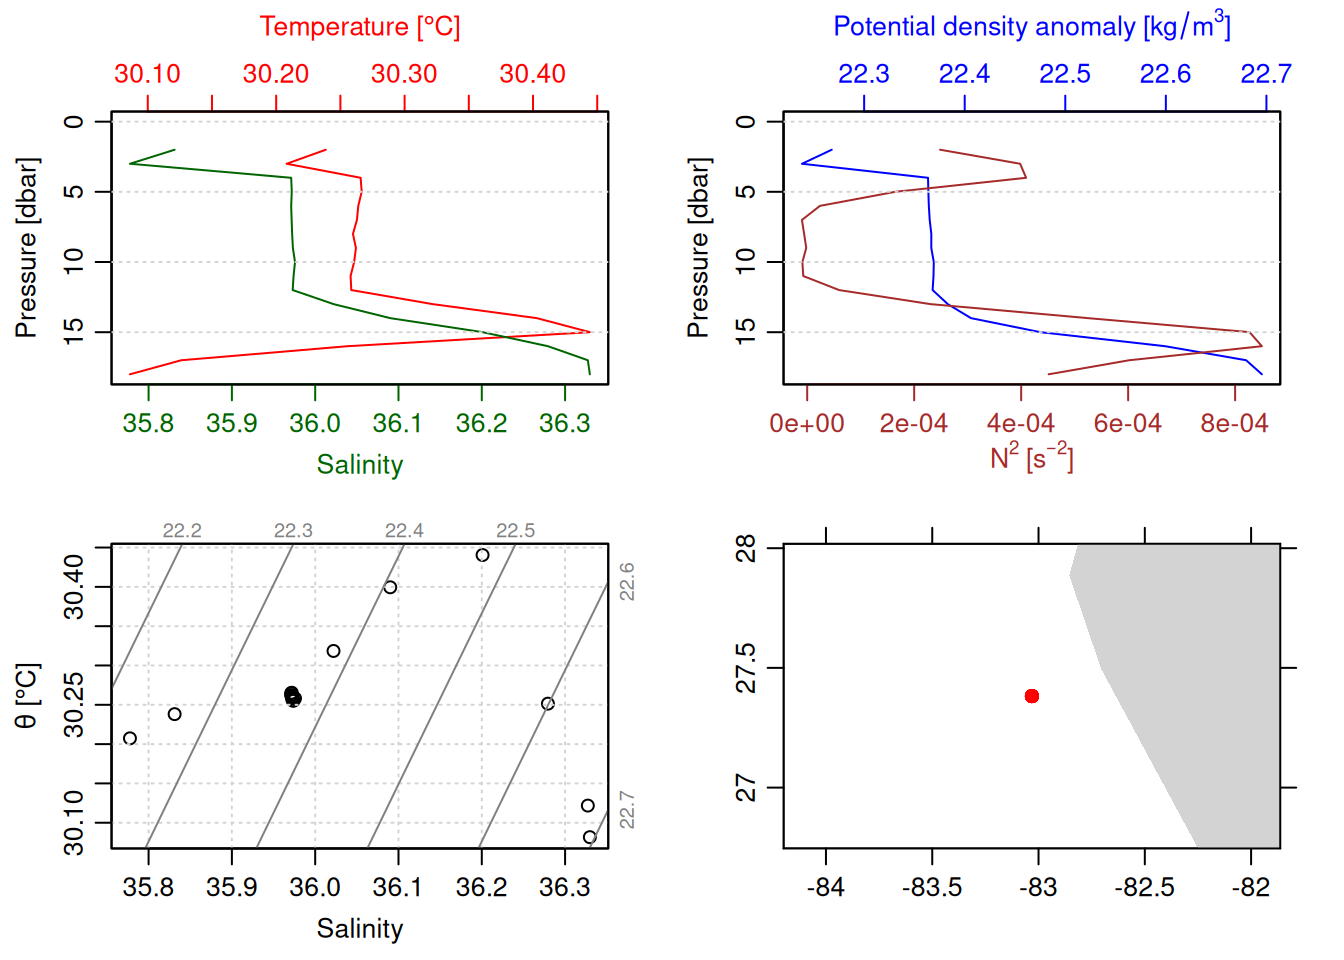 Temperature [°C]
30.10 30.20 30.30 30.40
Pressure [dbar]
0
5
10
15
35.8 35.9 36.0 36.1 36.2 36.3
Salinity
Potential density anomaly [kg/m³]
22.3 22.4 22.5 22.6 22.7
Pressure [dbar]
0
5
10
15
0e+00 2e-04 4e-04 6e-04 8e-04
N² [s⁻²]
22.2 22.3 22.4 22.5
22.6
22.7
θ [°C]
30.40
30.25
30.10
35.8 35.9 36.0 36.1 36.2 36.3
Salinity
28
27.5
27
-84 -83.5 -83 -82.5 -82